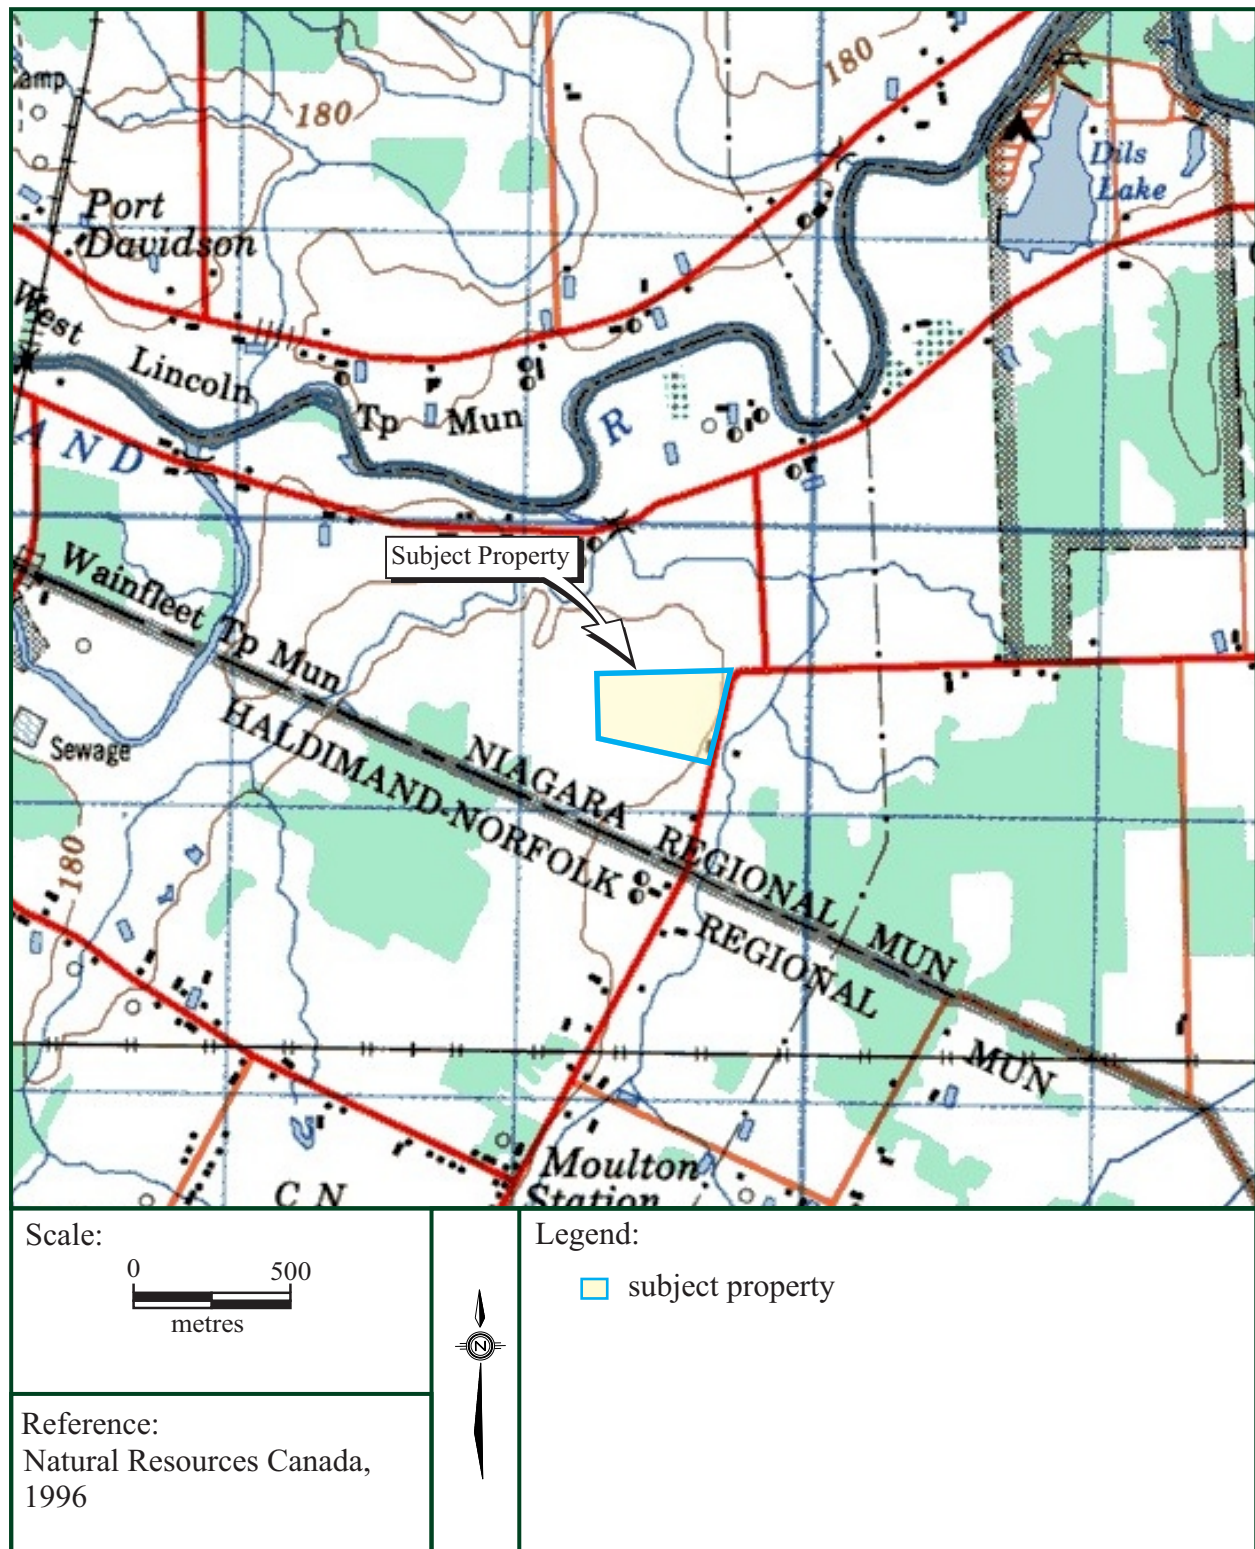 180
180
amp
Dils
Lake
Port
Davidson
West Lincoln Tp Mun
R
AND
Subject Property
Wainfleet Tp Mun
HALDIMAND-NORFOLK REGIONAL MUN
NIAGARA REGIONAL MUN
Sewage
180
Moulton
Station
C N
Scale:
0 500
metres
N
Legend:
subject property
Reference:
Natural Resources Canada,
1996